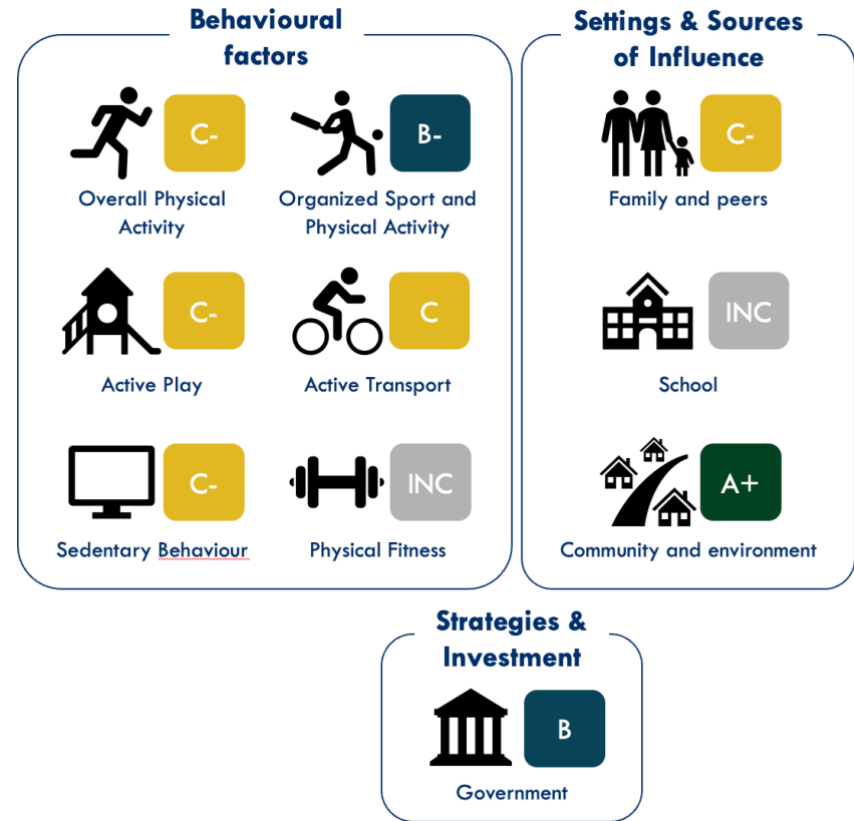 Behavioural
factors
C-
B-
Overall Physical
Activity
Organized Sport and
Physical Activity
C-
C
Active Play
Active Transport
C-
INC
Sedentary Behaviour
Physical Fitness
Settings & Sources
of Influence
C-
Family and peers
INC
School
A+
Community and environment
Strategies &
Investment
B
Government